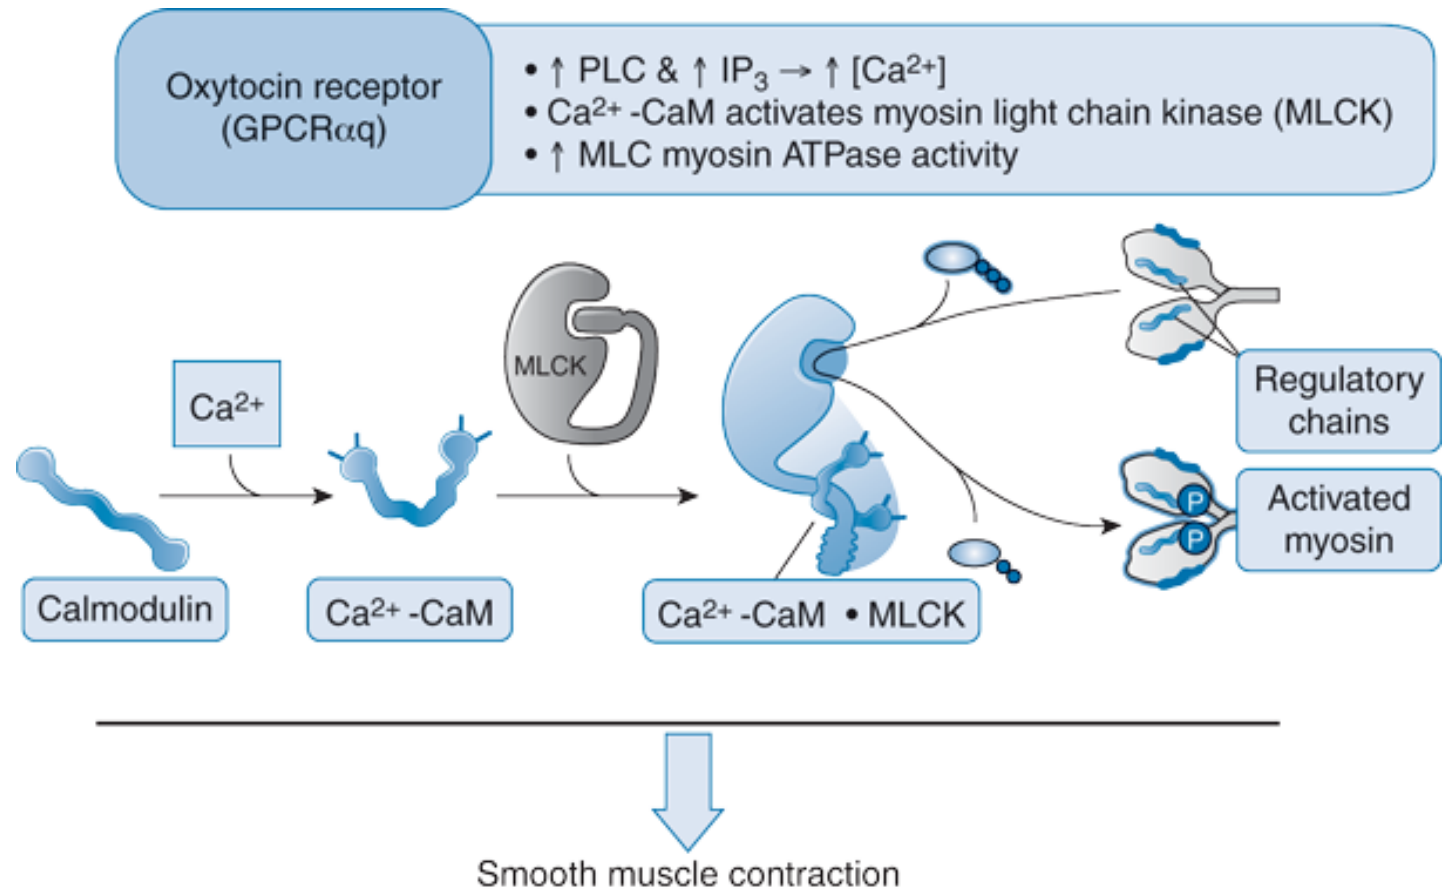 Oxytocin receptor
(GPCRαq)
• ↑ PLC & ↑ IP₃ → ↑ [Ca²⁺]
• Ca²⁺ -CaM activates myosin light chain kinase (MLCK)
• ↑ MLC myosin ATPase activity
MLCK
Ca²⁺
Regulatory
chains
P
P
Activated
myosin
Calmodulin
Ca²⁺ -CaM
Ca²⁺ -CaM • MLCK
Smooth muscle contraction